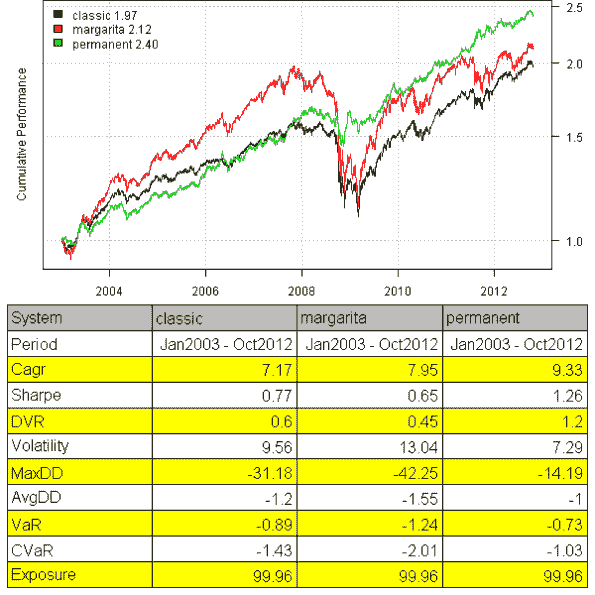 classic 1.97
margarita 2.12
permanent 2.40
Cumulative Performance
2.5
2.0
1.5
1.0
2004 2006 2008 2010 2012
System classic margarita permanent
Period Jan2003 - Oct2012 Jan2003 - Oct2012 Jan2003 - Oct2012
Cagr 7.17 7.95 9.33
Sharpe 0.77 0.65 1.26
DVR 0.6 0.45 1.2
Volatility 9.56 13.04 7.29
MaxDD -31.18 -42.25 -14.19
AvgDD -1.2 -1.55 -1
VaR -0.89 -1.24 -0.73
CVaR -1.43 -2.01 -1.03
Exposure 99.96 99.96 99.96